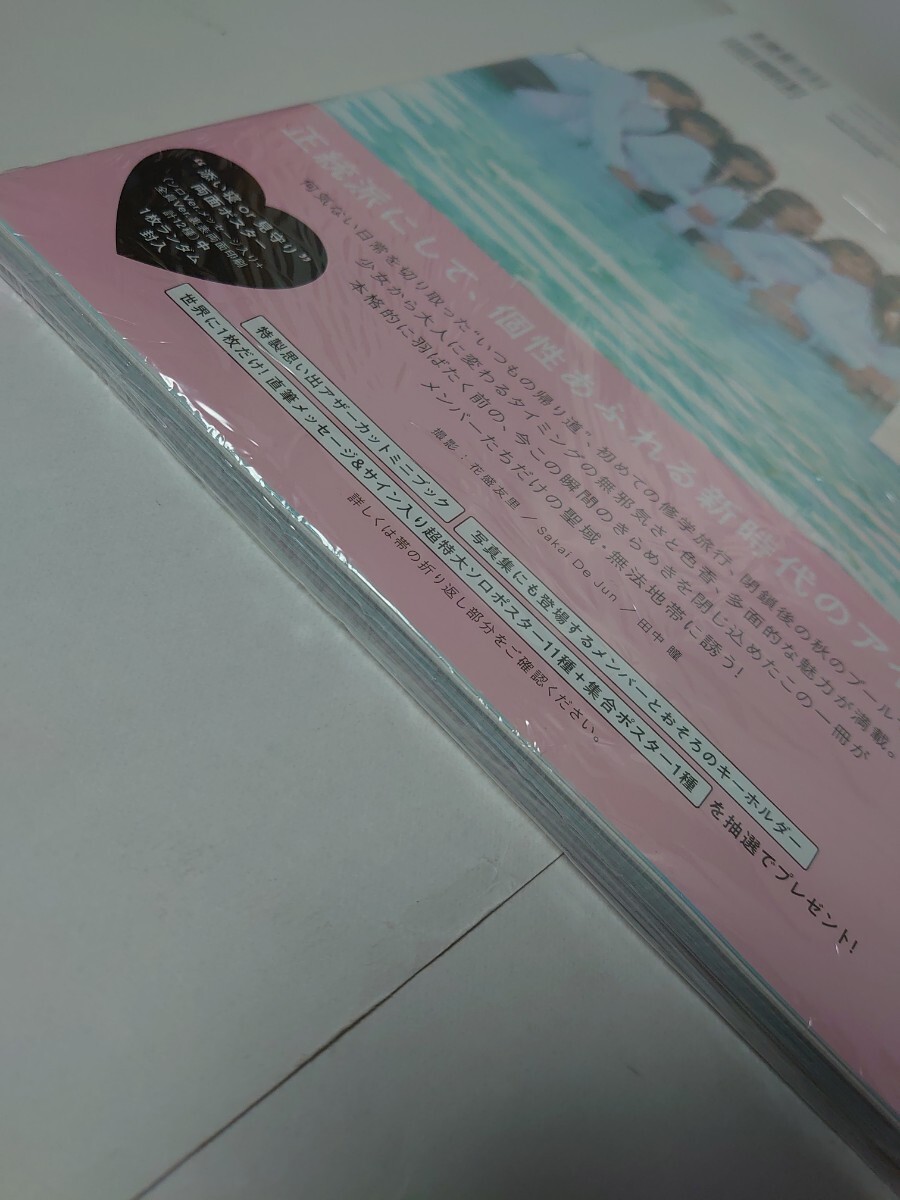 正統派にして、個性あふれる新時代のアイ
何気ない日常を切り取った“いつもの帰り道”、初めての修学旅行、閉鎖後の秋のプール…
少女から大人に変わるタイミングの無邪気さと色香、多面的な魅力が満載。
本格的に羽ばたく前の、今この瞬間のきらめきを閉じ込めたこの一冊が
メンバーたちだけの聖域、無法地帯に誘う!
撮影:花盛友里 / Sakai De Jun / 田中 瞳
特製思い出アザーカットミニブック
写真集にも登場するメンバーとおそろのキーホルダー
世界に1枚だけ! 直筆メッセージ&サイン入り超特大ソロポスター11種+集合ポスター1種 を抽選でプレゼント!
詳しくは帯の折り返し部分をご確認ください。
“添い寝 or 見守り”
両面ポスター
1枚ランダム
封入